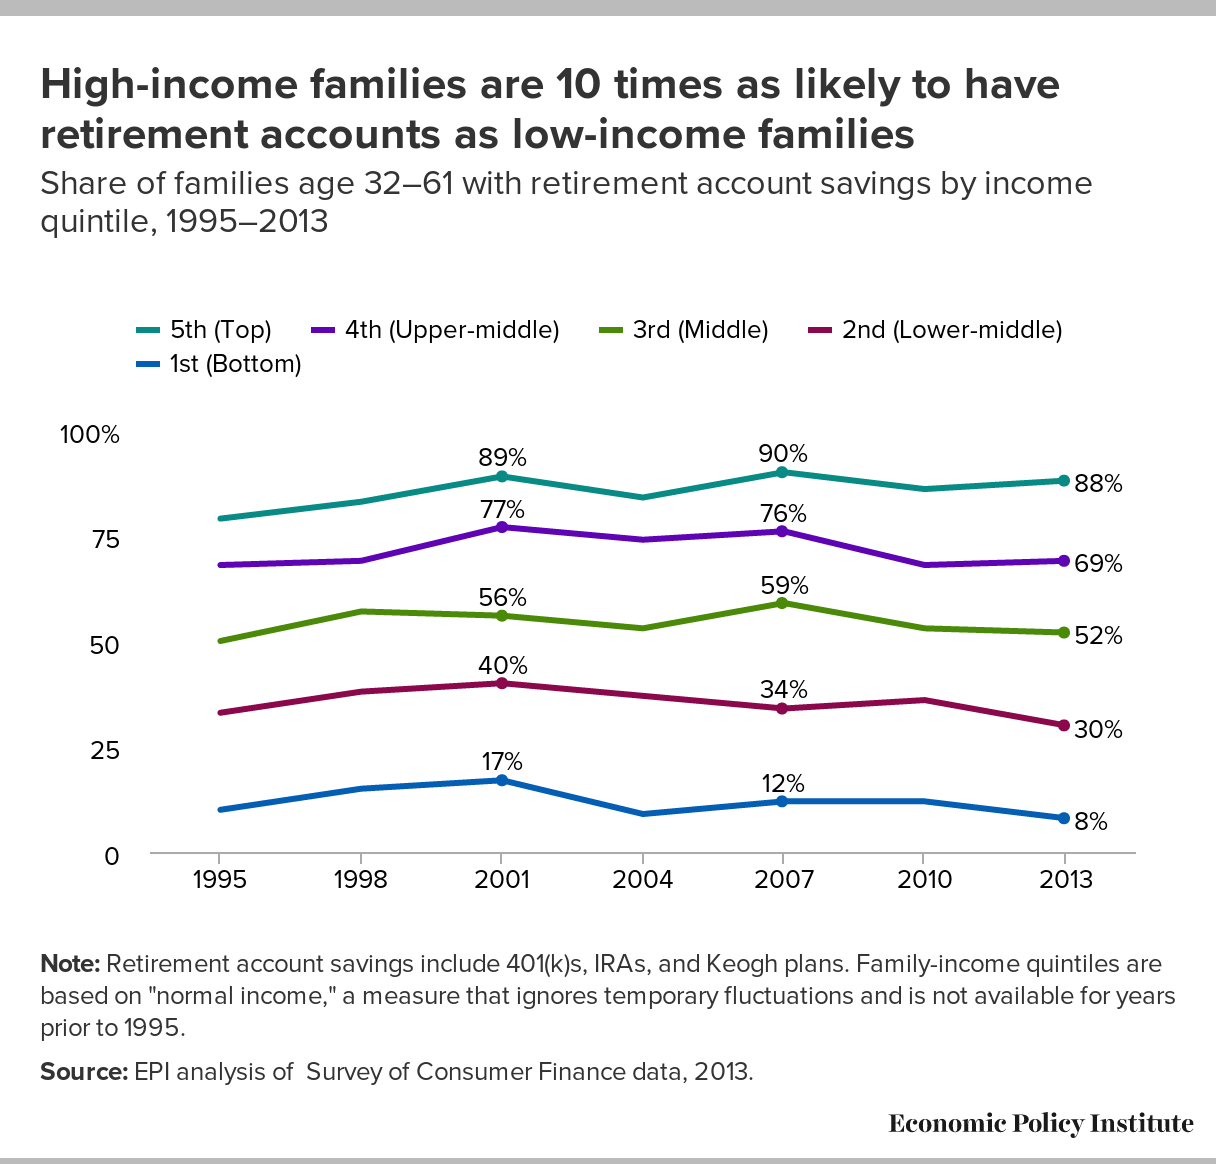 High-income families are 10 times as likely to have
retirement accounts as low-income families
Share of families age 32–61 with retirement account savings by income
quintile, 1995–2013
5th (Top) 4th (Upper-middle) 3rd (Middle) 2nd (Lower-middle)
1st (Bottom)
100%
75
50
25
0
89%
90%
88%
77%
76%
69%
56%
59%
52%
40%
34%
30%
17%
12%
8%
1995 1998 2001 2004 2007 2010 2013
Note: Retirement account savings include 401(k)s, IRAs, and Keogh plans. Family-income quintiles are
based on "normal income," a measure that ignores temporary fluctuations and is not available for years
prior to 1995.
Source: EPI analysis of Survey of Consumer Finance data, 2013.
Economic Policy Institute